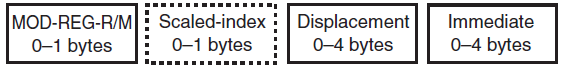 MOD-REG-R/M Scaled-index Displacement Immediate
0–1 bytes 0–1 bytes 0–4 bytes 0–4 bytes